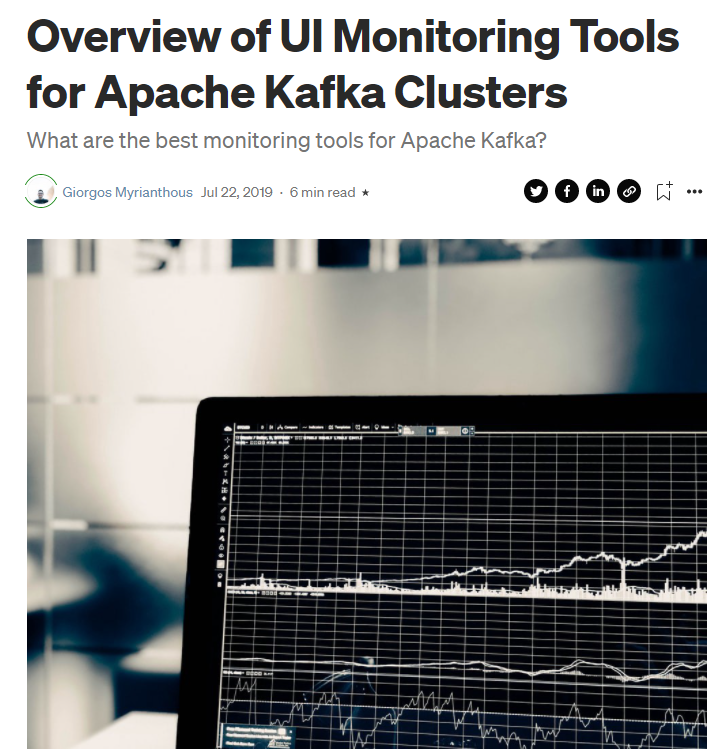 Overview of UI Monitoring Tools
for Apache Kafka Clusters
What are the best monitoring tools for Apache Kafka?
Giorgos Myrianthous Jul 22, 2019 · 6 min read ★